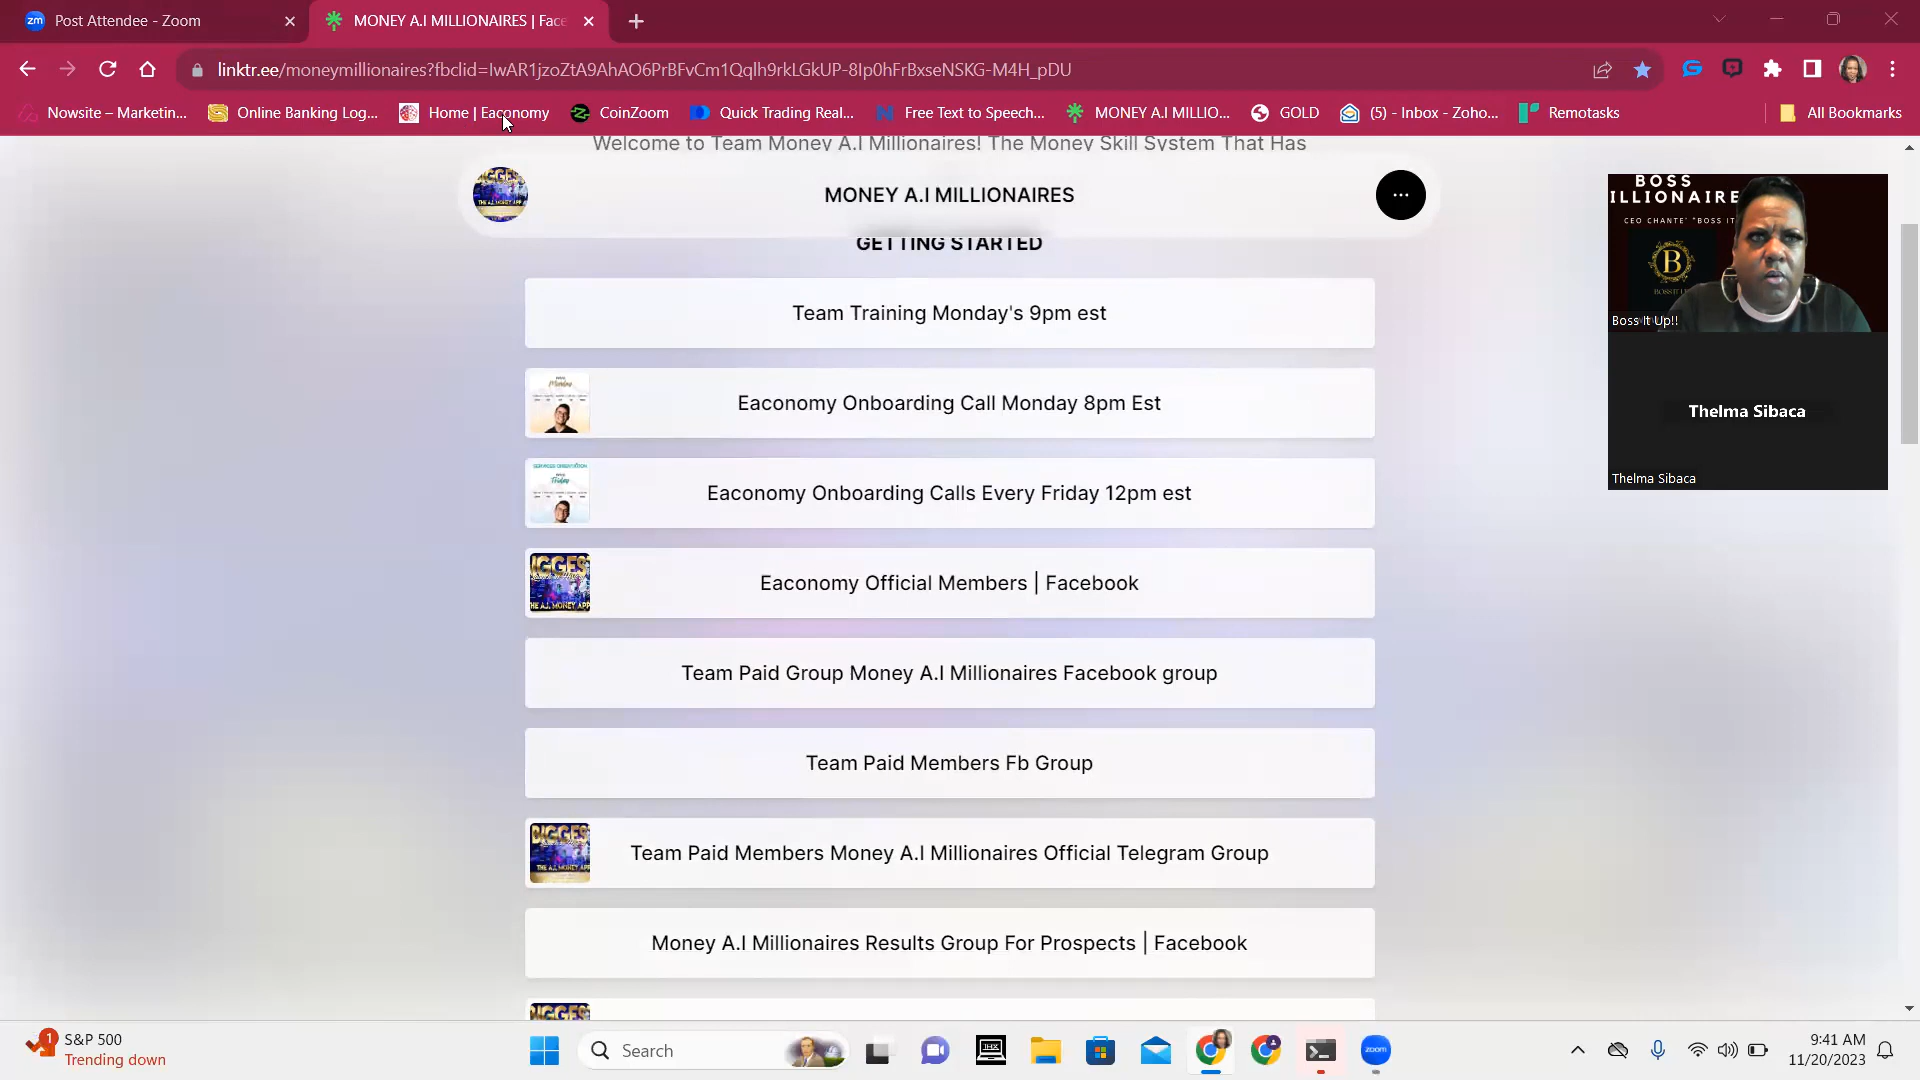 Post Attendee - Zoom
MONEY A.I MILLIONAIRES | Face
linktr.ee/moneymillionaires?fbclid=IwAR1jzoZtA9AhAO6PrBFvCm1Qqlh9rkLGkUP-8Ip0hFrBxseNSKG-M4H_pDU
Nowsite – Marketin...
Online Banking Log...
Home | Eaconomy
CoinZoom
Quick Trading Real...
Free Text to Speech...
MONEY A.I MILLIO...
GOLD
(5) - Inbox - Zoho...
Remotasks
All Bookmarks
Welcome to Team Money A.I Millionaires! The Money Skill System That Has
MONEY A.I MILLIONAIRES
GETTING STARTED
Team Training Monday's 9pm est
Eaconomy Onboarding Call Monday 8pm Est
Eaconomy Onboarding Calls Every Friday 12pm est
Eaconomy Official Members | Facebook
Team Paid Group Money A.I Millionaires Facebook group
Team Paid Members Fb Group
Team Paid Members Money A.I Millionaires Official Telegram Group
Money A.I Millionaires Results Group For Prospects | Facebook
BOSS
ILLIONAIRE
CEO CHANTE' "BOSS IT
B
Boss It Up!!
Thelma Sibaca
Thelma Sibaca
1
S&P 500
Trending down
Search
zoom
9:41 AM
11/20/2023